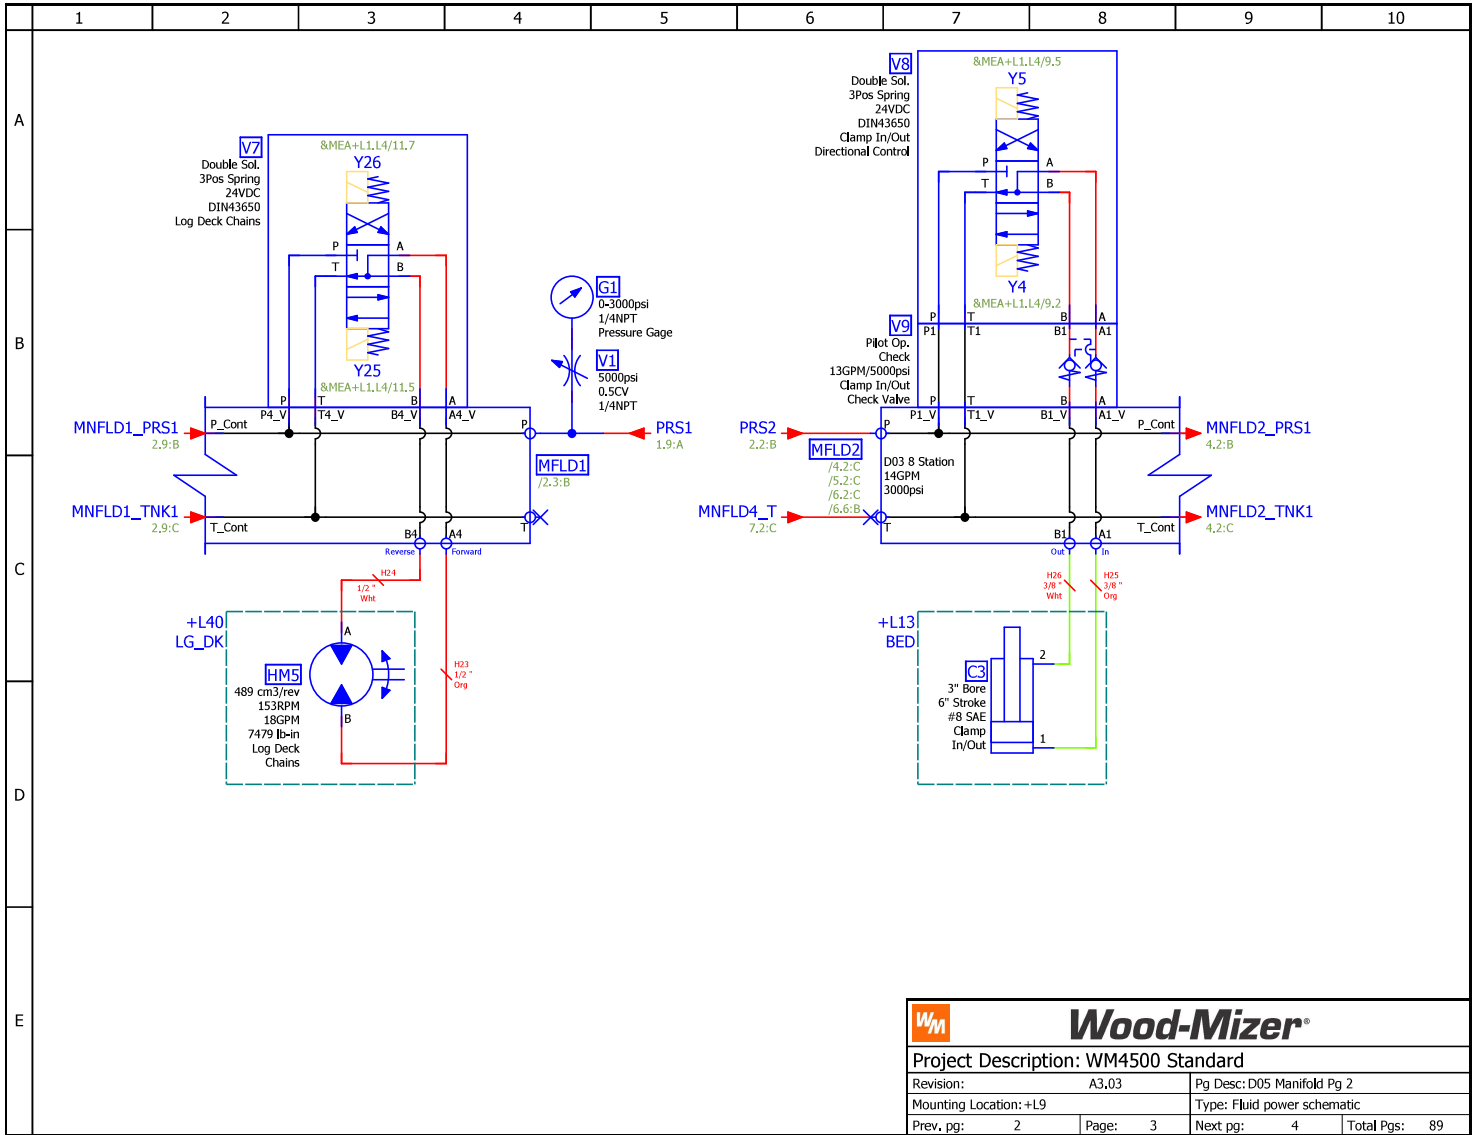 1 2 3 4 5 6 7 8 9 10
A
B
C
D
E
V7
Double Sol.
3Pos Spring
24VDC
DIN43650
Log Deck Chains
&MEA+L1.L4/11.7
Y26
P A
T B
Y25
&MEA+L1.L4/11.5
P T B A
P4_V T4_V B4_V A4_V
G1
0-3000psi
1/4NPT
Pressure Gage
V1
5000psi
0.5CV
1/4NPT
MNFLD1_PRS1
2.9:B
P_Cont
P
PRS1
1.9:A
MFLD1
/2.3:B
MNFLD1_TNK1
2.9:C
T_Cont
T
B4 A4
Reverse Forward
H24
1/2 "
Wht
+L40
LG_DK
A
HM5
489 cm3/rev
153RPM
18GPM
7479 lb-in
Log Deck
Chains
B
H23
1/2 "
Org
V8
Double Sol.
3Pos Spring
24VDC
DIN43650
Clamp In/Out
Directional Control
&MEA+L1.L4/9.5
Y5
P A
T B
Y4
&MEA+L1.L4/9.2
P T B A
P1 T1 B1 A1
V9
Pilot Op.
Check
13GPM/5000psi
Clamp In/Out
Check Valve
P T B A
P1_V T1_V B1_V A1_V
PRS2
2.2:B
P
P_Cont
MNFLD2_PRS1
4.2:B
MFLD2
/4.2:C
/5.2:C
/6.2:C
/6.6:B
D03 8 Station
14GPM
3000psi
MNFLD4_T
7.2:C
T
T_Cont
MNFLD2_TNK1
4.2:C
B1 A1
Out In
H26
3/8 "
Wht
H25
3/8 "
Org
+L13
BED
2
C3
3" Bore
6" Stroke
#8 SAE
Clamp
In/Out
1
WM
Wood-Mizer®
Project Description: WM4500 Standard
Revision: A3.03 Pg Desc: D05 Manifold Pg 2
Mounting Location: +L9 Type: Fluid power schematic
Prev. pg: 2 Page: 3 Next pg: 4 Total Pgs: 89